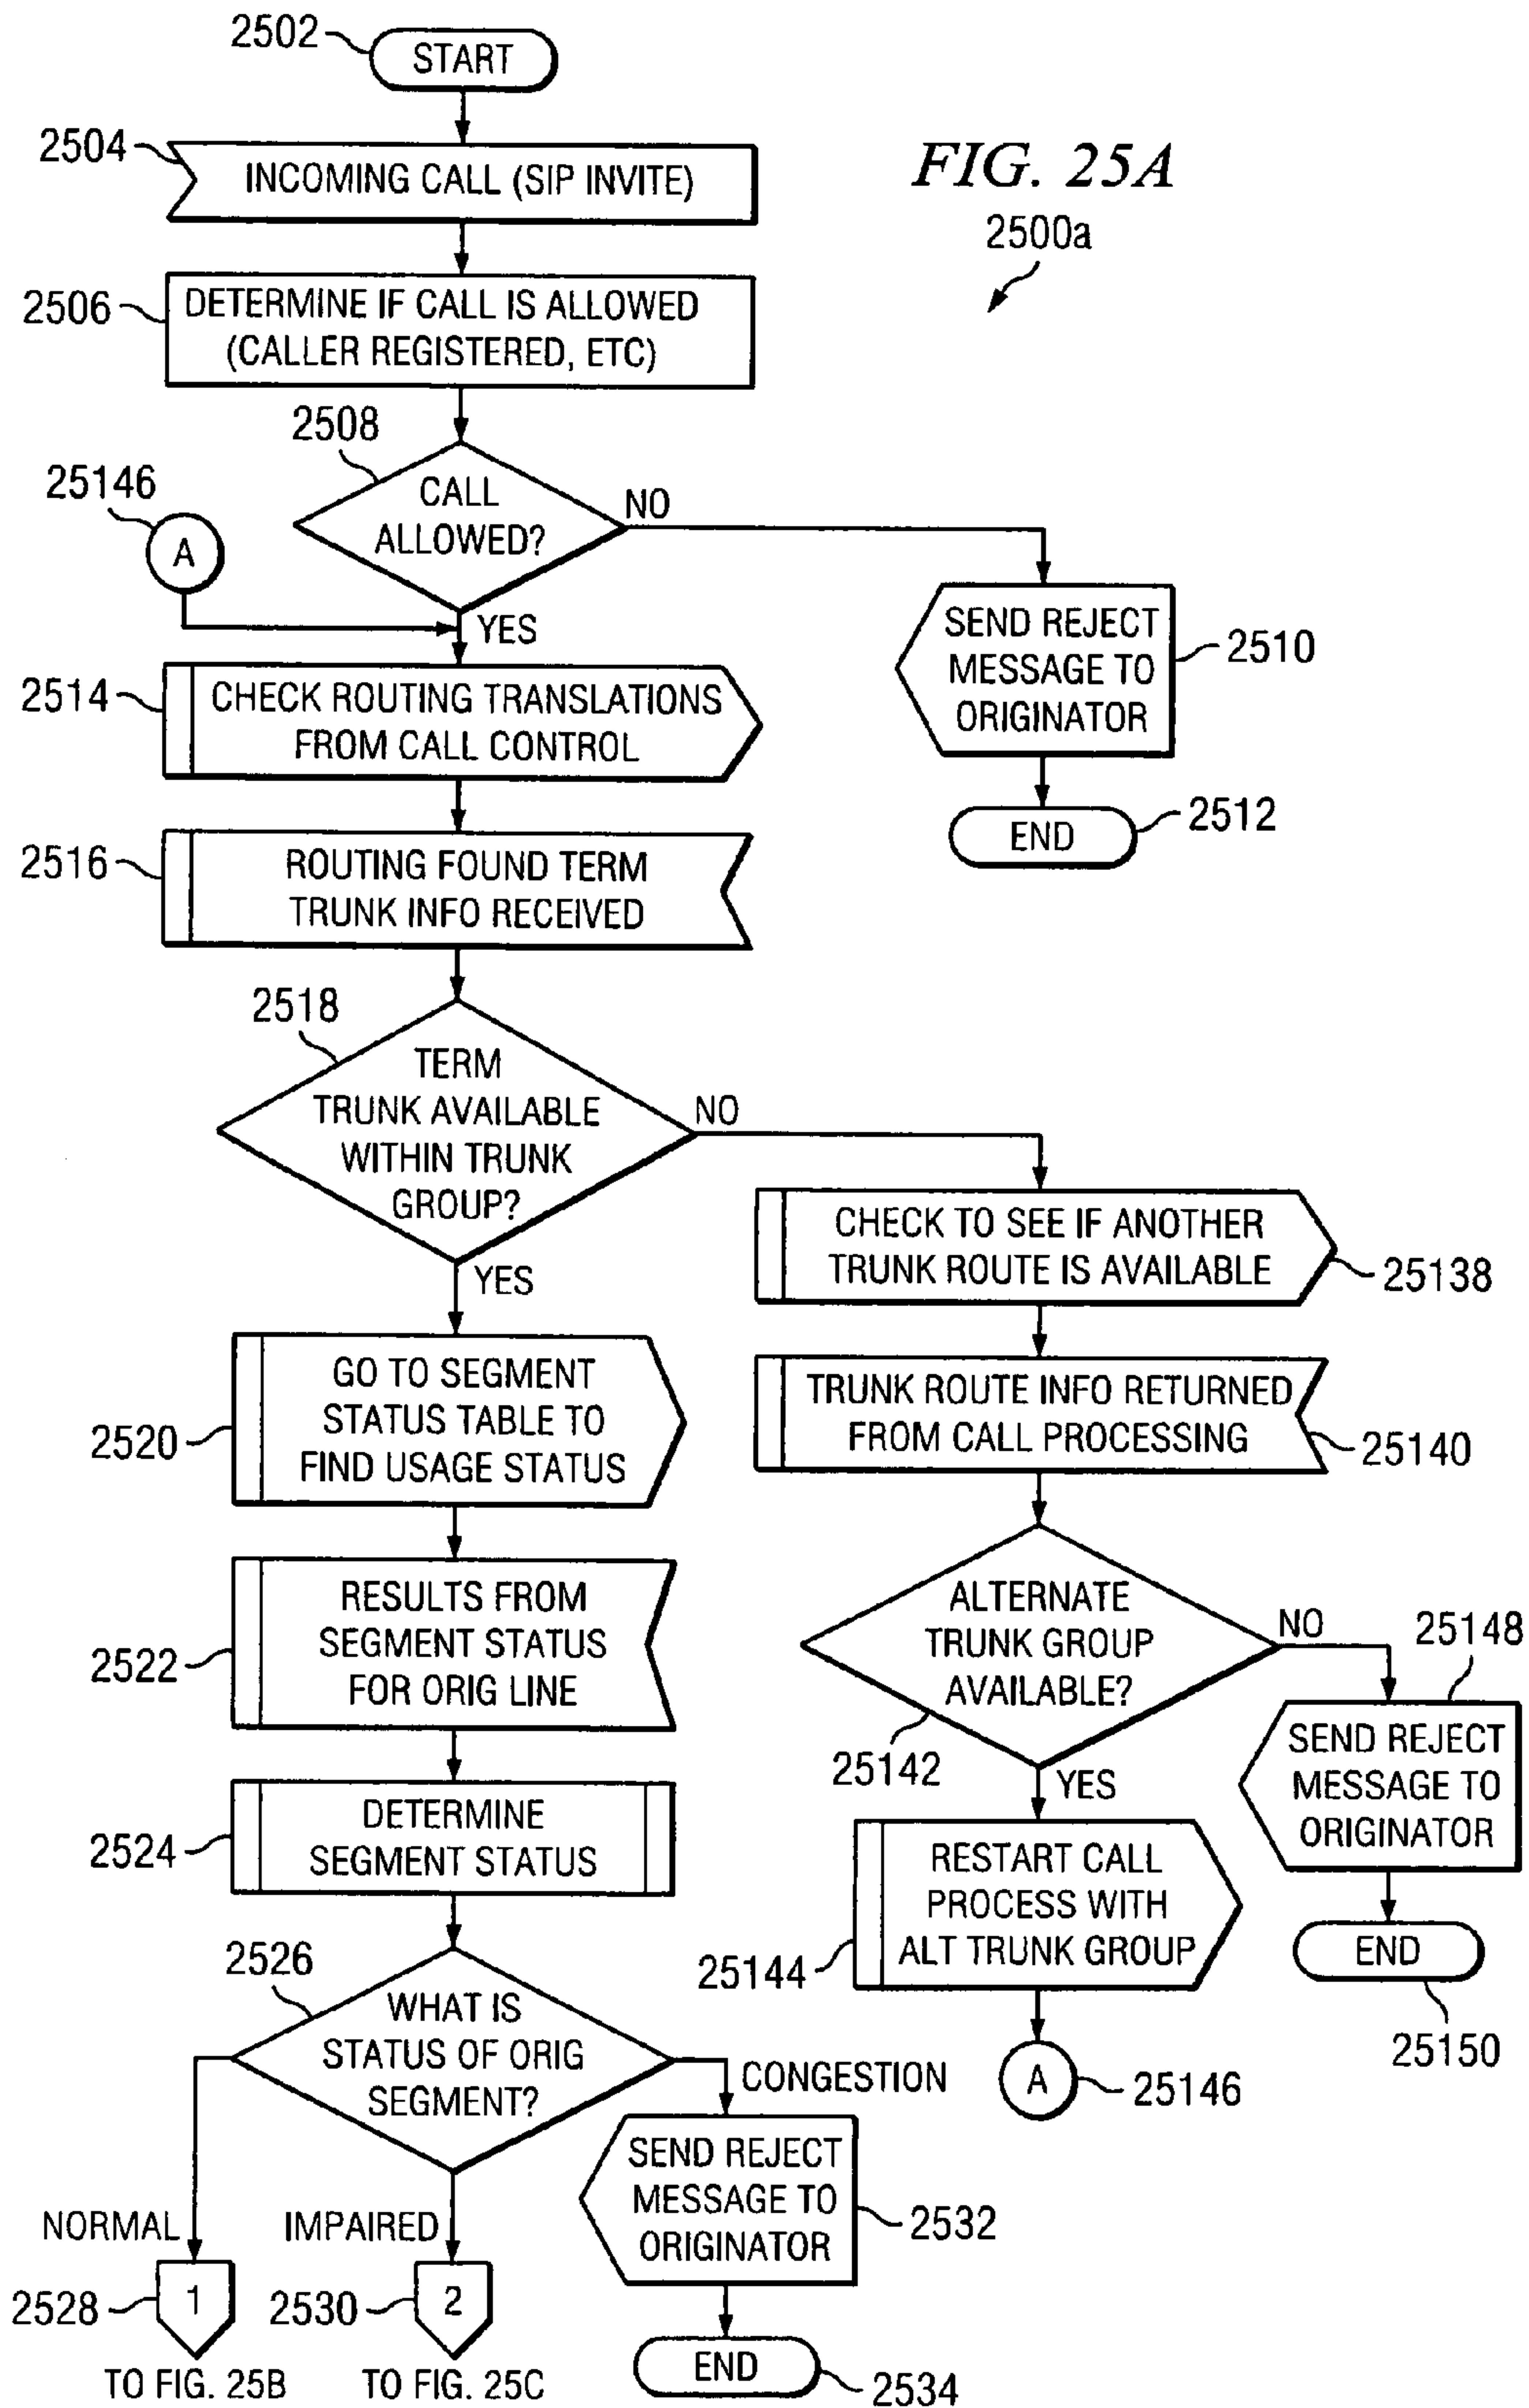 2502
START
2504
INCOMING CALL (SIP INVITE)
FIG. 25A
2500a
2506
DETERMINE IF CALL IS ALLOWED
(CALLER REGISTERED, ETC)
2508
CALL
ALLOWED?
NO
25146
A
YES
SEND REJECT
MESSAGE TO
ORIGINATOR
2510
END
2512
2514
CHECK ROUTING TRANSLATIONS
FROM CALL CONTROL
2516
ROUTING FOUND TERM
TRUNK INFO RECEIVED
2518
TERM
TRUNK AVAILABLE
WITHIN TRUNK
GROUP?
NO
YES
CHECK TO SEE IF ANOTHER
TRUNK ROUTE IS AVAILABLE
25138
TRUNK ROUTE INFO RETURNED
FROM CALL PROCESSING
25140
2520
GO TO SEGMENT
STATUS TABLE TO
FIND USAGE STATUS
2522
RESULTS FROM
SEGMENT STATUS
FOR ORIG LINE
ALTERNATE
TRUNK GROUP
AVAILABLE?
25142
NO
YES
25148
SEND REJECT
MESSAGE TO
ORIGINATOR
END
25150
2524
DETERMINE
SEGMENT STATUS
25144
RESTART CALL
PROCESS WITH
ALT TRUNK GROUP
A
25146
2526
WHAT IS
STATUS OF ORIG
SEGMENT?
CONGESTION
SEND REJECT
MESSAGE TO
ORIGINATOR
2532
END
2534
NORMAL
IMPAIRED
2528
1
2530
2
TO FIG. 25B
TO FIG. 25C